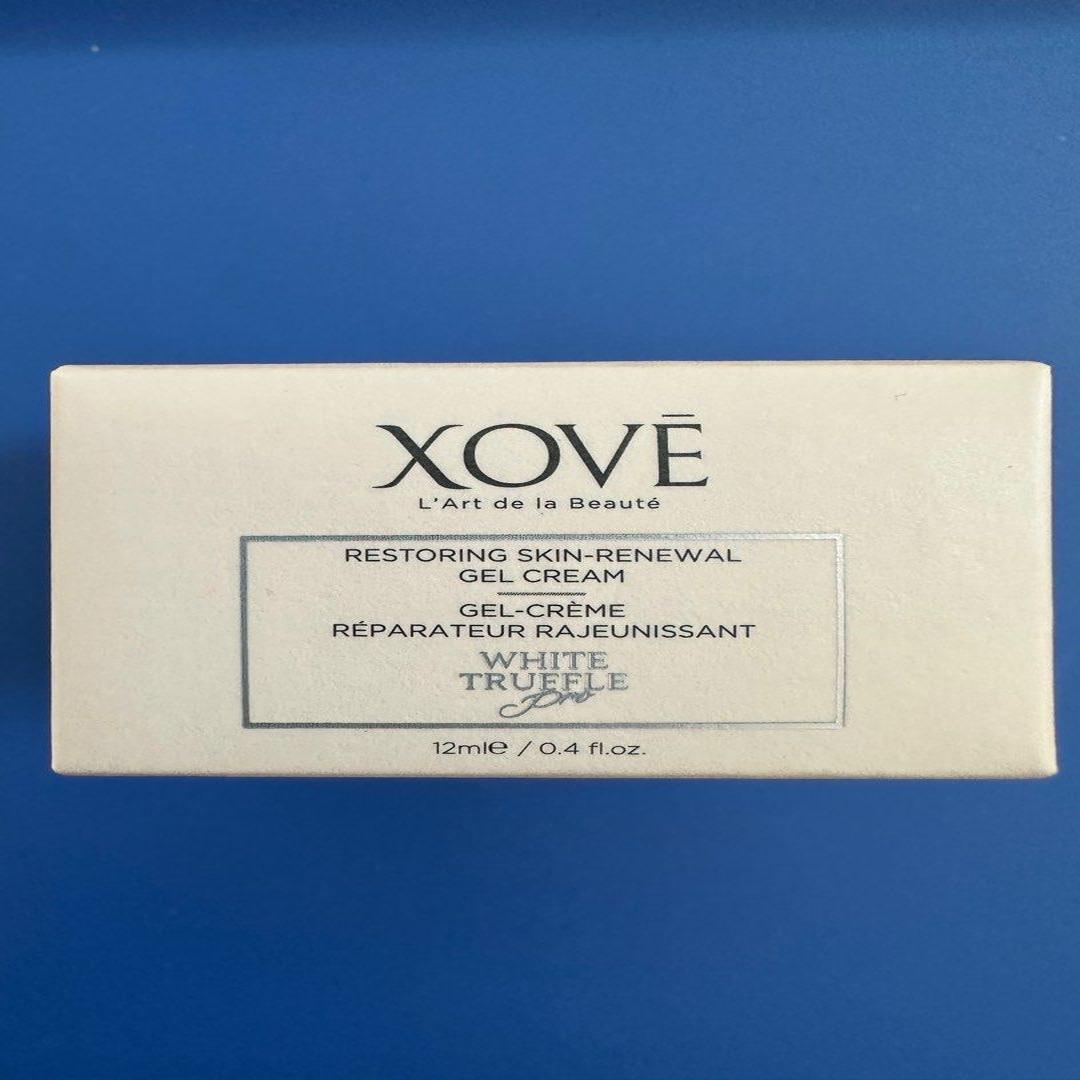 XOVĒ
L'Art de la Beauté
RESTORING SKIN-RENEWAL
GEL CREAM
GEL-CRÈME
RÉPARATEUR RAJEUNISSANT
WHITE
TRUFFLE
Pro
12ml℮ / 0.4 fl.oz.